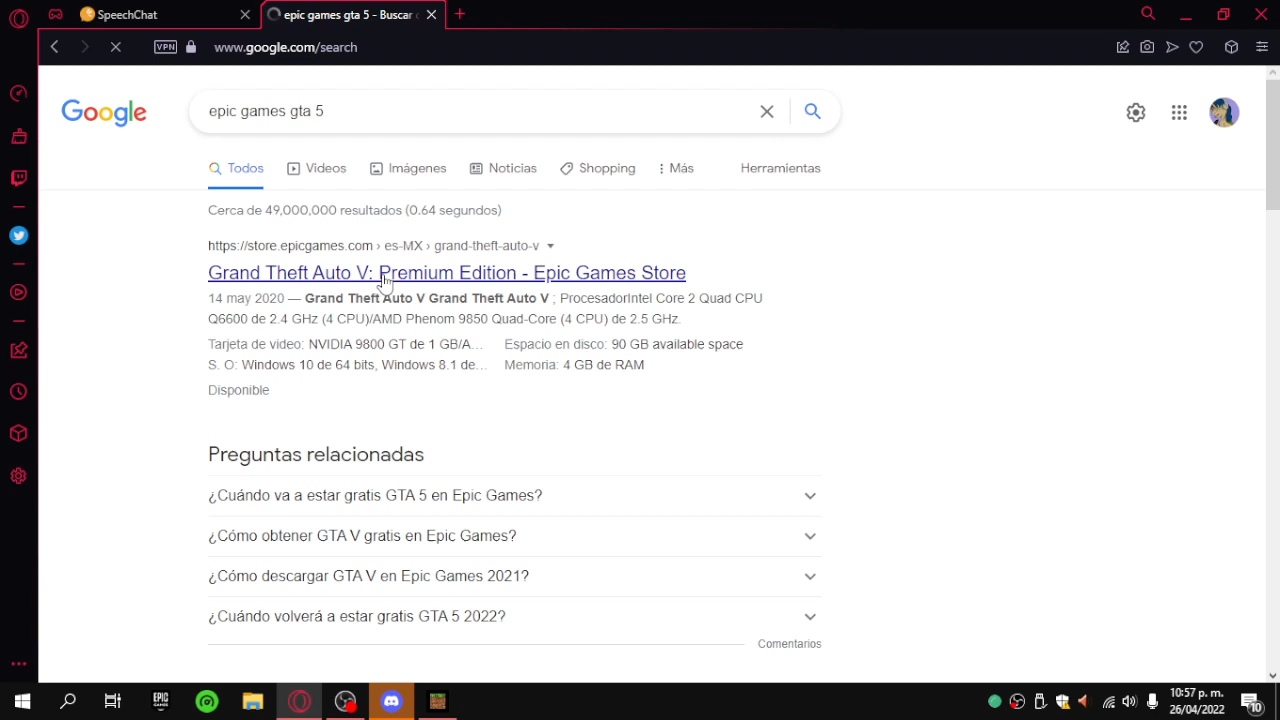 SpeechChat
epic games gta 5 - Buscar
VPN
www.google.com/search
Google
epic games gta 5
Todos
Videos
Imágenes
Noticias
Shopping
Más
Herramientas
Cerca de 49,000,000 resultados (0.64 segundos)
https://store.epicgames.com › es-MX › grand-theft-auto-v
Grand Theft Auto V: Premium Edition - Epic Games Store
14 may 2020 — Grand Theft Auto V Grand Theft Auto V ; ProcesadorIntel Core 2 Quad CPU
Q6600 de 2.4 GHz (4 CPU)/AMD Phenom 9850 Quad-Core (4 CPU) de 2.5 GHz.
Tarjeta de video: NVIDIA 9800 GT de 1 GB/A... Espacio en disco: 90 GB available space
S. O: Windows 10 de 64 bits, Windows 8.1 de... Memoria: 4 GB de RAM
Disponible
Preguntas relacionadas
¿Cuándo va a estar gratis GTA 5 en Epic Games?
¿Cómo obtener GTA V gratis en Epic Games?
¿Cómo descargar GTA V en Epic Games 2021?
¿Cuándo volverá a estar gratis GTA 5 2022?
Comentarios
EPIC GAMES
10:57 p. m.
26/04/2022
10